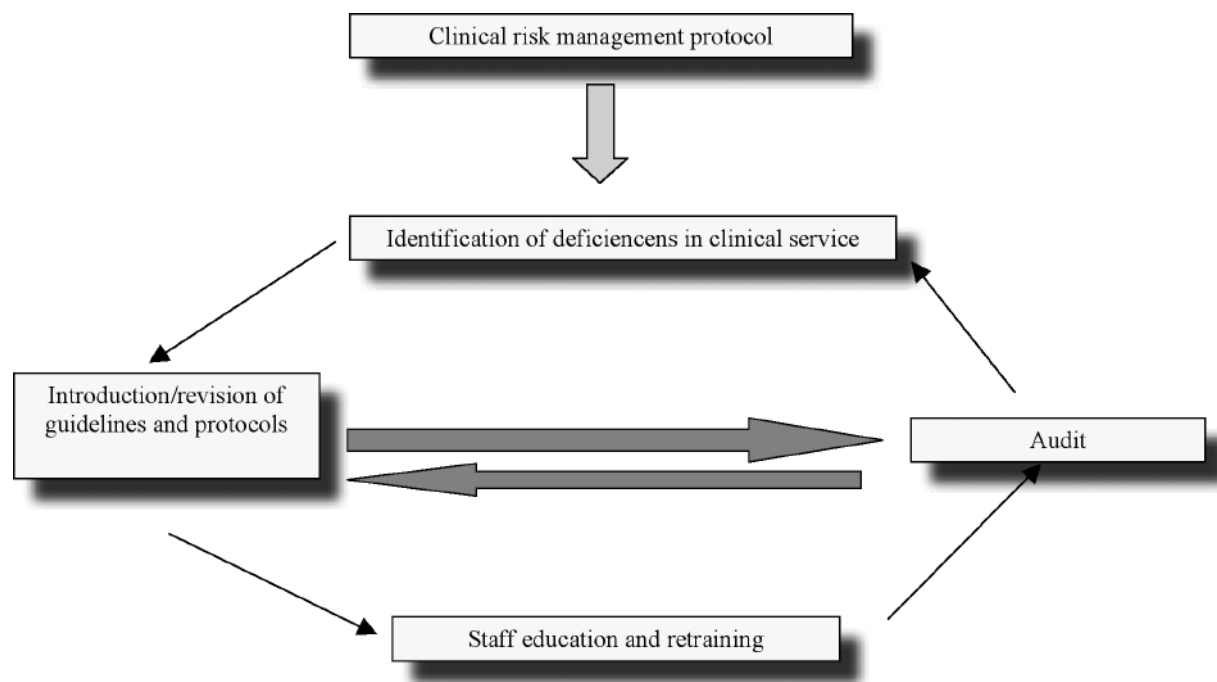 Clinical risk management protocol
Identification of deficiencens in clinical service
Introduction/revision of
guidelines and protocols
Audit
Staff education and retraining